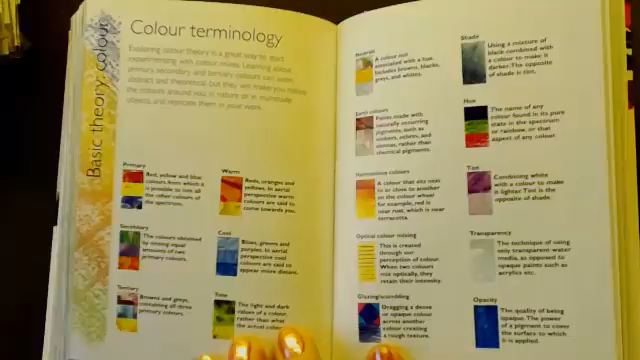 Basic theory: colour
Colour terminology
Exploring colour theory is a great way to start
experimenting with colour mixes. Learning about
primary, secondary and tertiary colours can seem
abstract and theoretical, but they will make you
the colours around you, in nature or in manmade
objects, and replicate them in your work.
Primary
Red, yellow and blue
colours from which it
is possible to mix all
the other colours of
the spectrum.
Secondary
The colours obtained
by mixing equal
amounts of two
primary colours.
Tertiary
Browns and greys,
containing all three
primary colours.
Warm
Reds, oranges and
yellows. In aerial
perspective warm
colours are said to
come towards you.
Cool
Blues, greens and
purples. In aerial
perspective cool
colours are said to
appear more distant.
Tone
The light and dark
values of a colour,
rather than what
the actual colour
Neutral
A colour not
associated with a hue.
Includes browns, blacks,
greys, and whites.
Earth colours
Paints made with
naturally occurring
pigments, such as
umbers, ochres, and
siennas, rather than
chemical pigments.
Harmonious colours
A colour that sits next
to or close to another
on the colour wheel
for example, red is
near rust, which is near
terracotta.
Optical colour mixing
This is created through
our perception of colour.
When two colours
mix optically, they
retain their intensity.
Glazing/scumbling
Dragging a dense
or opaque colour
across another
colour creating
a rough texture.
Shade
Using a mixture of
black combined with
a colour to make it
darker. The opposite
of shade is tint.
Hue
The name of any
colour found in its pure
state in the spectrum
or rainbow, or that
aspect of any colour.
Tint
Combining white
with a colour to make
it lighter. Tint is the
opposite of shade.
Transparency
The technique of using
only transparent water
media, as opposed to
opaque paints such as
acrylics etc.
Opacity
The quality of being
opaque. The power
of a pigment to cover
the surface to which
it is applied.